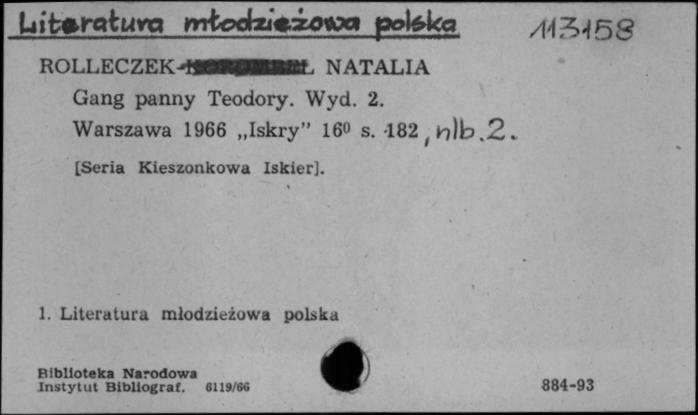 Literatura młodzieżowa polska 113158
ROLLECZEK NATALIA
Gang panny Teodory. Wyd. 2.
Warszawa 1966 „Iskry” 16⁰ s. 182, nlb. 2.
[Seria Kieszonkowa Iskier].
1. Literatura młodzieżowa polska
Biblioteka Narodowa
Instytut Bibliograf. 6119/66 884-93